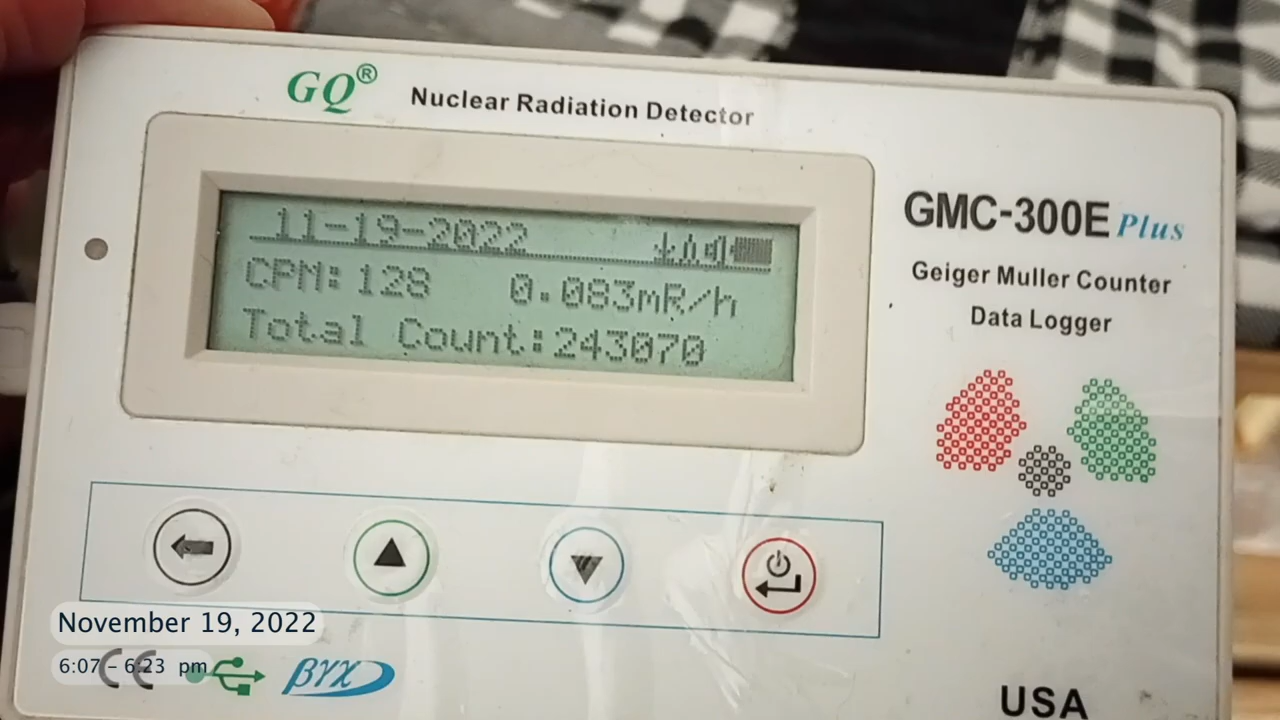 GQ® Nuclear Radiation Detector
11-19-2022
CPM: 128 0.083mR/h
Total Count:243070
GMC-300E Plus
Geiger Muller Counter
Data Logger
November 19, 2022
6:07 – 6:23 pm
CE
βγχ
USA